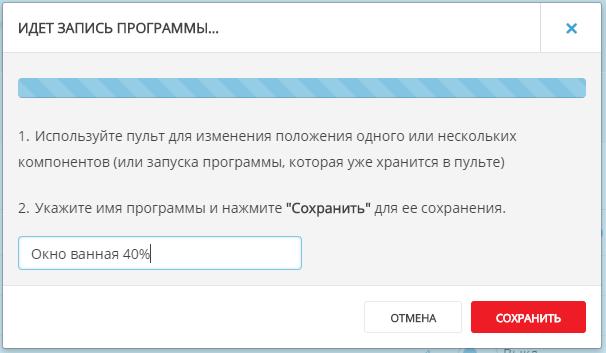 ИДЕТ ЗАПИСЬ ПРОГРАММЫ...
1. Используйте пульт для изменения положения одного или нескольких
компонентов (или запуска программы, которая уже хранится в пульте)
2. Укажите имя программы и нажмите "Сохранить" для ее сохранения.
Окно ванная 40%
ОТМЕНА
СОХРАНИТЬ